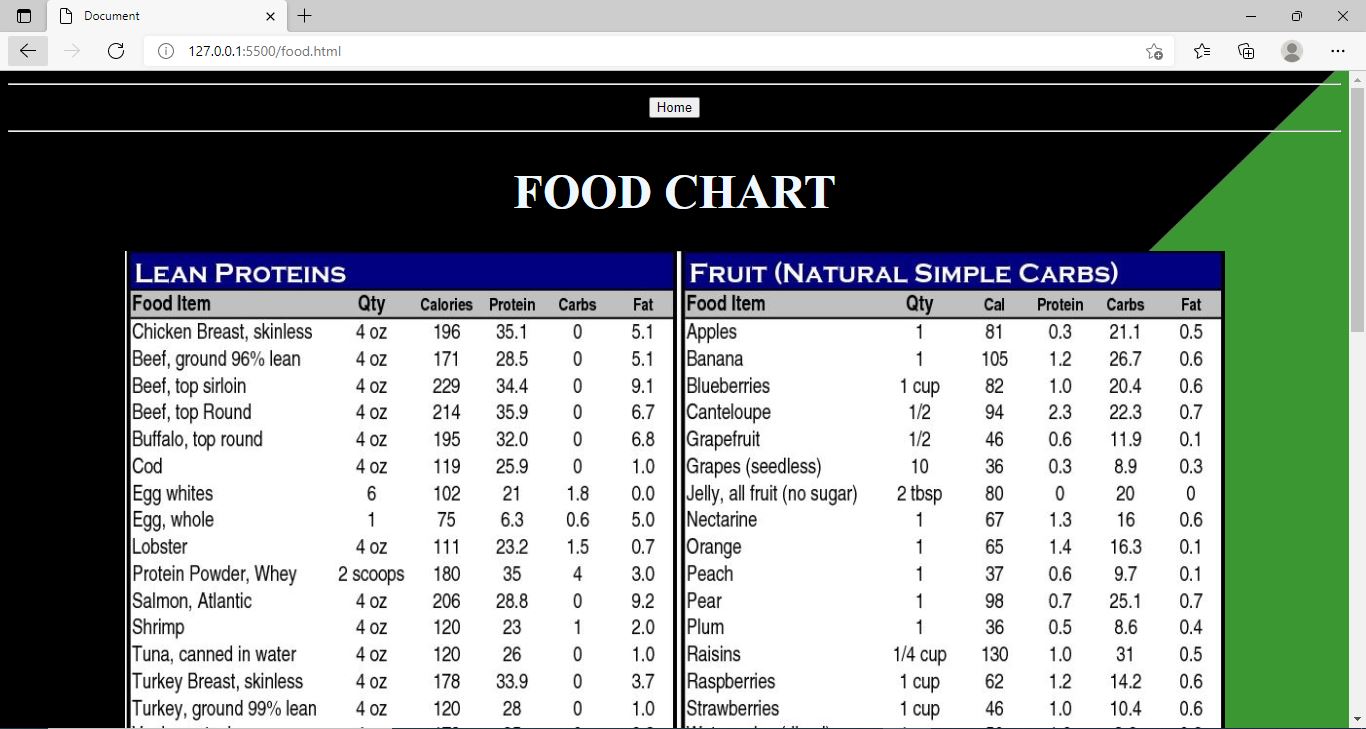 Document
127.0.0.1:5500/food.html
Home
FOOD CHART
LEAN PROTEINS
Food Item Qty Calories Protein Carbs Fat
Chicken Breast, skinless 4 oz 196 35.1 0 5.1
Beef, ground 96% lean 4 oz 171 28.5 0 5.1
Beef, top sirloin 4 oz 229 34.4 0 9.1
Beef, top Round 4 oz 214 35.9 0 6.7
Buffalo, top round 4 oz 195 32.0 0 6.8
Cod 4 oz 119 25.9 0 1.0
Egg whites 6 102 21 1.8 0.0
Egg, whole 1 75 6.3 0.6 5.0
Lobster 4 oz 111 23.2 1.5 0.7
Protein Powder, Whey 2 scoops 180 35 4 3.0
Salmon, Atlantic 4 oz 206 28.8 0 9.2
Shrimp 4 oz 120 23 1 2.0
Tuna, canned in water 4 oz 120 26 0 1.0
Turkey Breast, skinless 4 oz 178 33.9 0 3.7
Turkey, ground 99% lean 4 oz 120 28 0 1.0
FRUIT (NATURAL SIMPLE CARBS)
Food Item Qty Cal Protein Carbs Fat
Apples 1 81 0.3 21.1 0.5
Banana 1 105 1.2 26.7 0.6
Blueberries 1 cup 82 1.0 20.4 0.6
Canteloupe 1/2 94 2.3 22.3 0.7
Grapefruit 1/2 46 0.6 11.9 0.1
Grapes (seedless) 10 36 0.3 8.9 0.3
Jelly, all fruit (no sugar) 2 tbsp 80 0 20 0
Nectarine 1 67 1.3 16 0.6
Orange 1 65 1.4 16.3 0.1
Peach 1 37 0.6 9.7 0.1
Pear 1 98 0.7 25.1 0.7
Plum 1 36 0.5 8.6 0.4
Raisins 1/4 cup 130 1.0 31 0.5
Raspberries 1 cup 62 1.2 14.2 0.6
Strawberries 1 cup 46 1.0 10.4 0.6